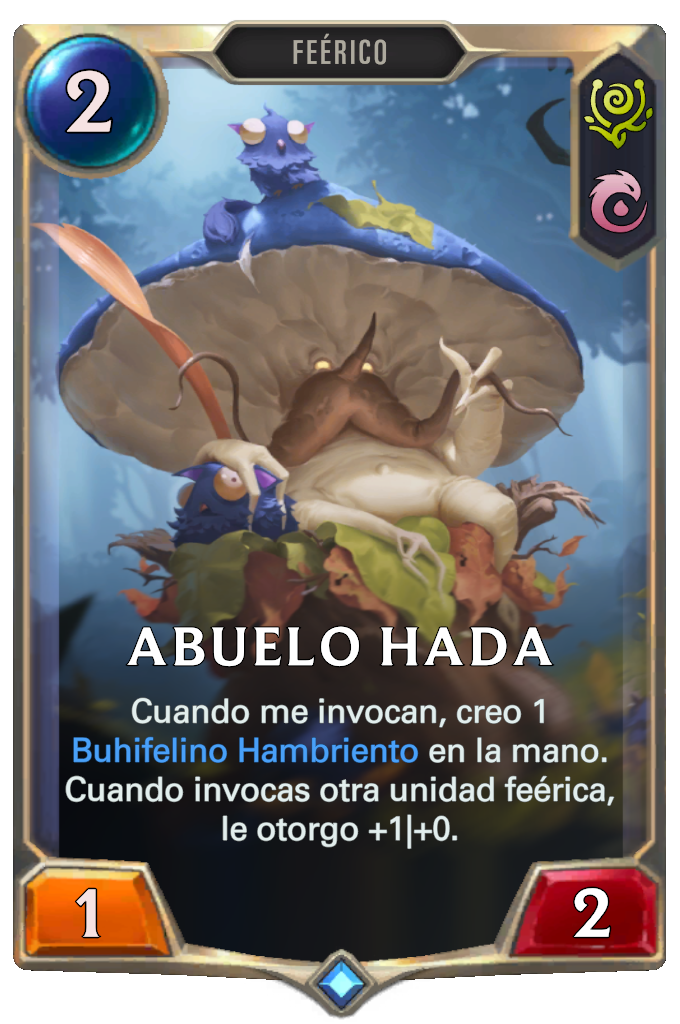 FEÉRICO
2
ABUELO HADA
Cuando me invocan, creo 1
Buhifelino Hambriento en la mano.
Cuando invocas otra unidad feérica,
le otorgo +1|+0.
1
2